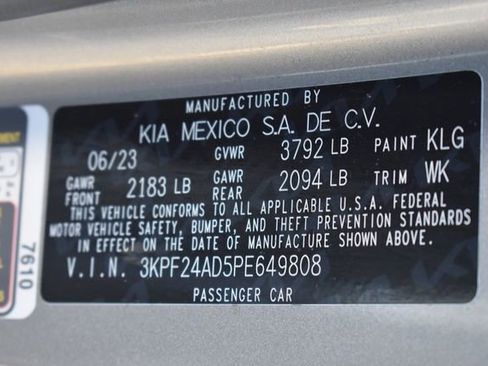 MANUFACTURED BY
KIA MEXICO S.A. DE C.V.
06/23 GVWR 3792 LB PAINT KLG
GAWR FRONT 2183 LB GAWR REAR 2094 LB TRIM WK
THIS VEHICLE CONFORMS TO ALL APPLICABLE U.S.A. FEDERAL
MOTOR VEHICLE SAFETY, BUMPER, AND THEFT PREVENTION STANDARDS
IN EFFECT ON THE DATE OF MANUFACTURE SHOWN ABOVE.
V.I.N. 3KPF24AD5PE649808
PASSENGER CAR
7610